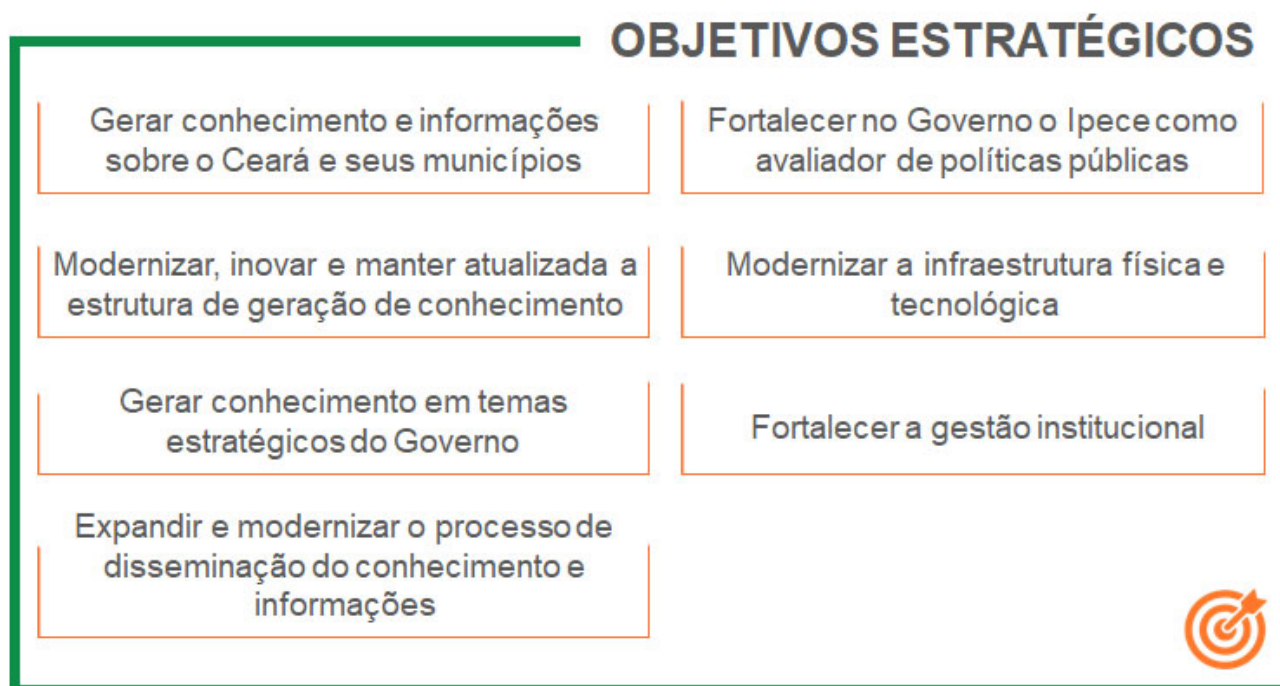 OBJETIVOS ESTRATÉGICOS
Gerar conhecimento e informações
sobre o Ceará e seus municípios
Fortalecer no Governo o Ipece como
avaliador de políticas públicas
Modernizar, inovar e manter atualizada a
estrutura de geração de conhecimento
Modernizar a infraestrutura física e
tecnológica
Gerar conhecimento em temas
estratégicos do Governo
Fortalecer a gestão institucional
Expandir e modernizar o processo de
disseminação do conhecimento e
informações